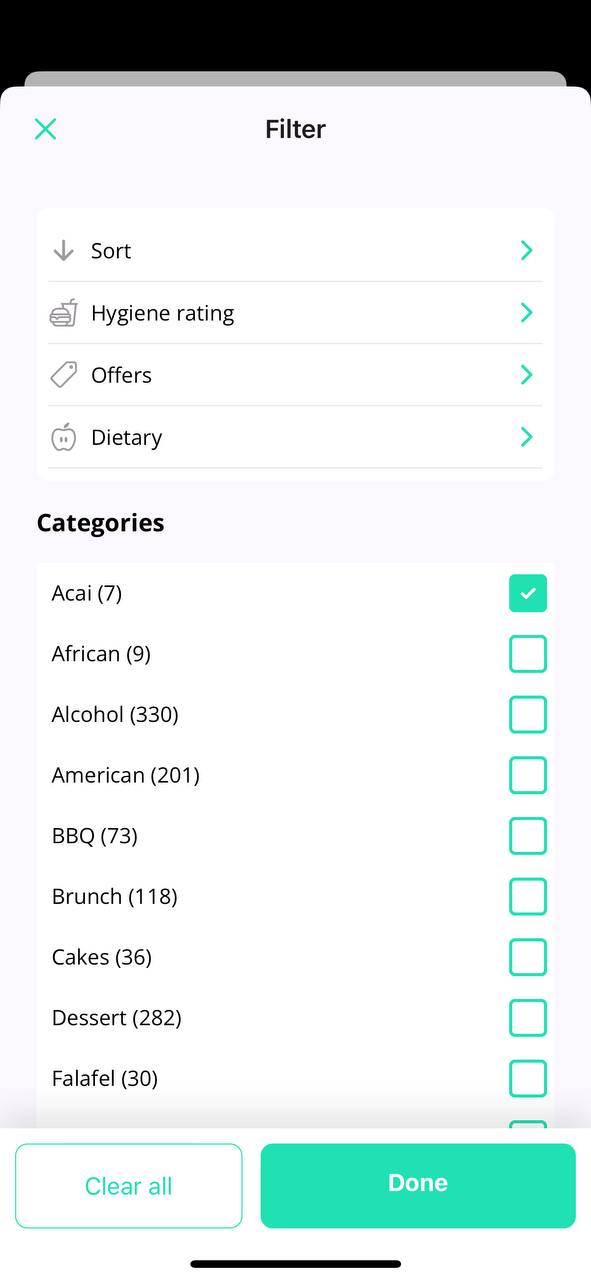 Filter
Sort
Hygiene rating
Offers
Dietary
Categories
Acai (7)
African (9)
Alcohol (330)
American (201)
BBQ (73)
Brunch (118)
Cakes (36)
Dessert (282)
Falafel (30)
Clear all
Done